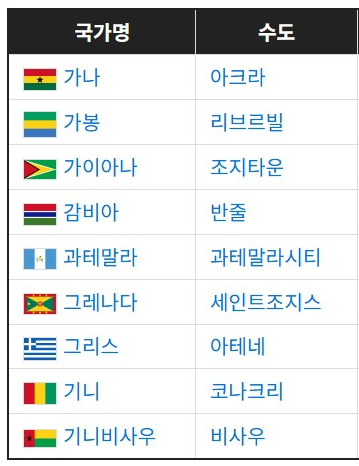 국가명 수도
가나 아크라
가봉 리브르빌
가이아나 조지타운
감비아 반줄
과테말라 과테말라시티
그레나다 세인트조지스
그리스 아테네
기니 코나크리
기니비사우 비사우